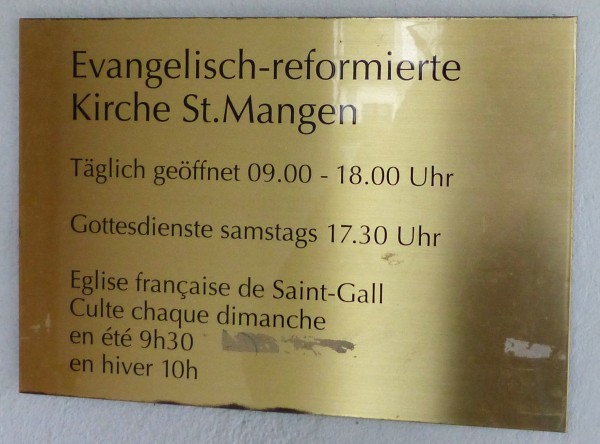 Evangelisch-reformierte
Kirche St.Mangen
Täglich geöffnet 09.00 - 18.00 Uhr
Gottesdienste samstags 17.30 Uhr
Eglise française de Saint-Gall
Culte chaque dimanche
en été 9h30
en hiver 10h